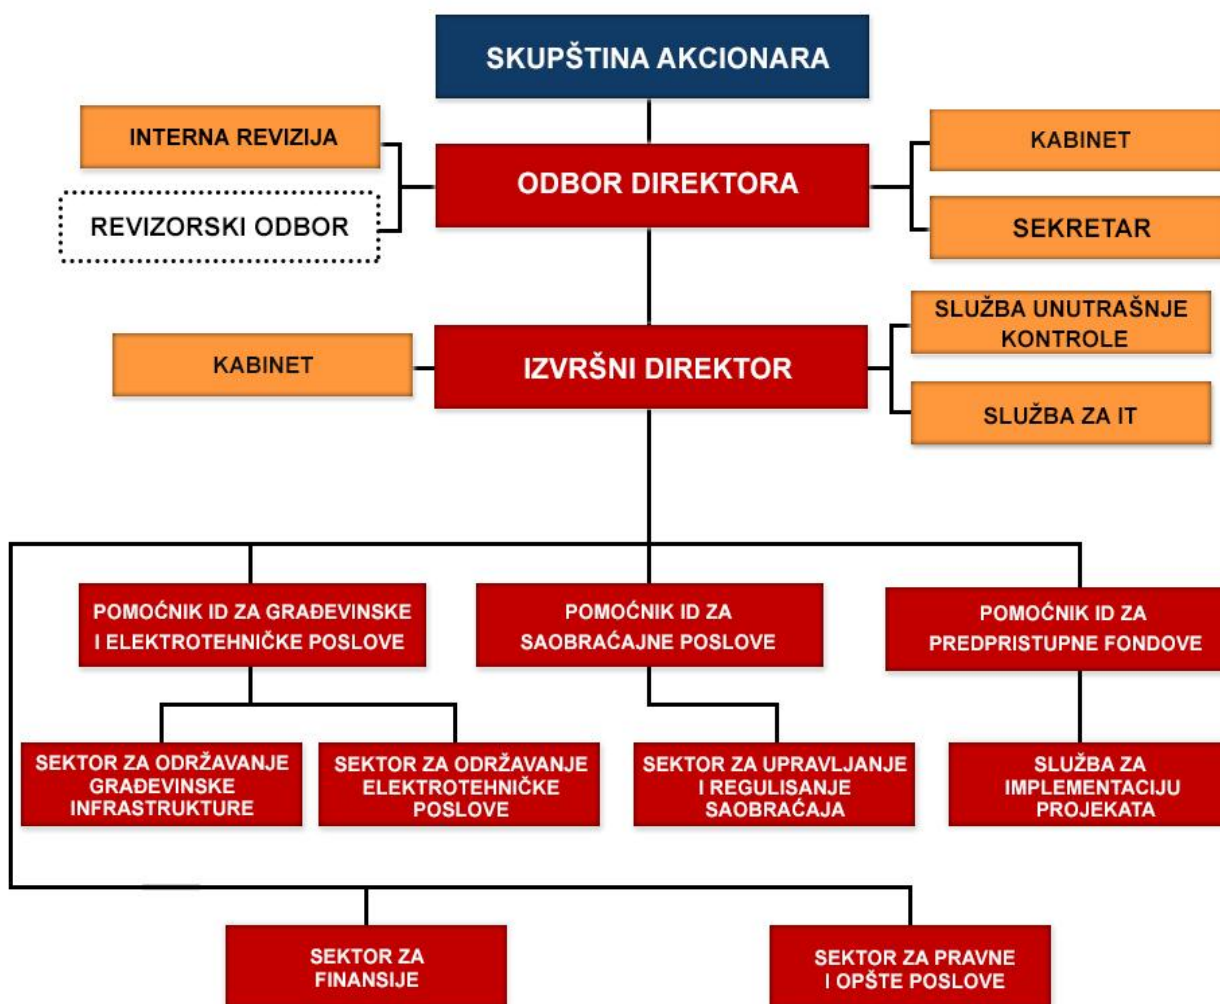 SKUPŠTINA AKCIONARA
INTERNA REVIZIJA
REVIZORSKI ODBOR
ODBOR DIREKTORA
KABINET
SEKRETAR
KABINET
IZVRŠNI DIREKTOR
SLUŽBA UNUTRAŠNJE
KONTROLE
SLUŽBA ZA IT
POMOĆNIK ID ZA GRAĐEVINSKE
I ELEKTROTEHNIČKE POSLOVE
POMOĆNIK ID ZA
SAOBRAĆAJNE POSLOVE
POMOĆNIK ID ZA
PREDPRISTUPNE FONDOVE
SEKTOR ZA ODRŽAVANJE
GRAĐEVINSKE
INFRASTRUKTURE
SEKTOR ZA ODRŽAVANJE
ELEKTROTEHNIČKE
POSLOVE
SEKTOR ZA UPRAVLJANJE
I REGULISANJE
SAOBRAĆAJA
SLUŽBA ZA
IMPLEMENTACIJU
PROJEKATA
SEKTOR ZA
FINANSIJE
SEKTOR ZA PRAVNE
I OPŠTE POSLOVE